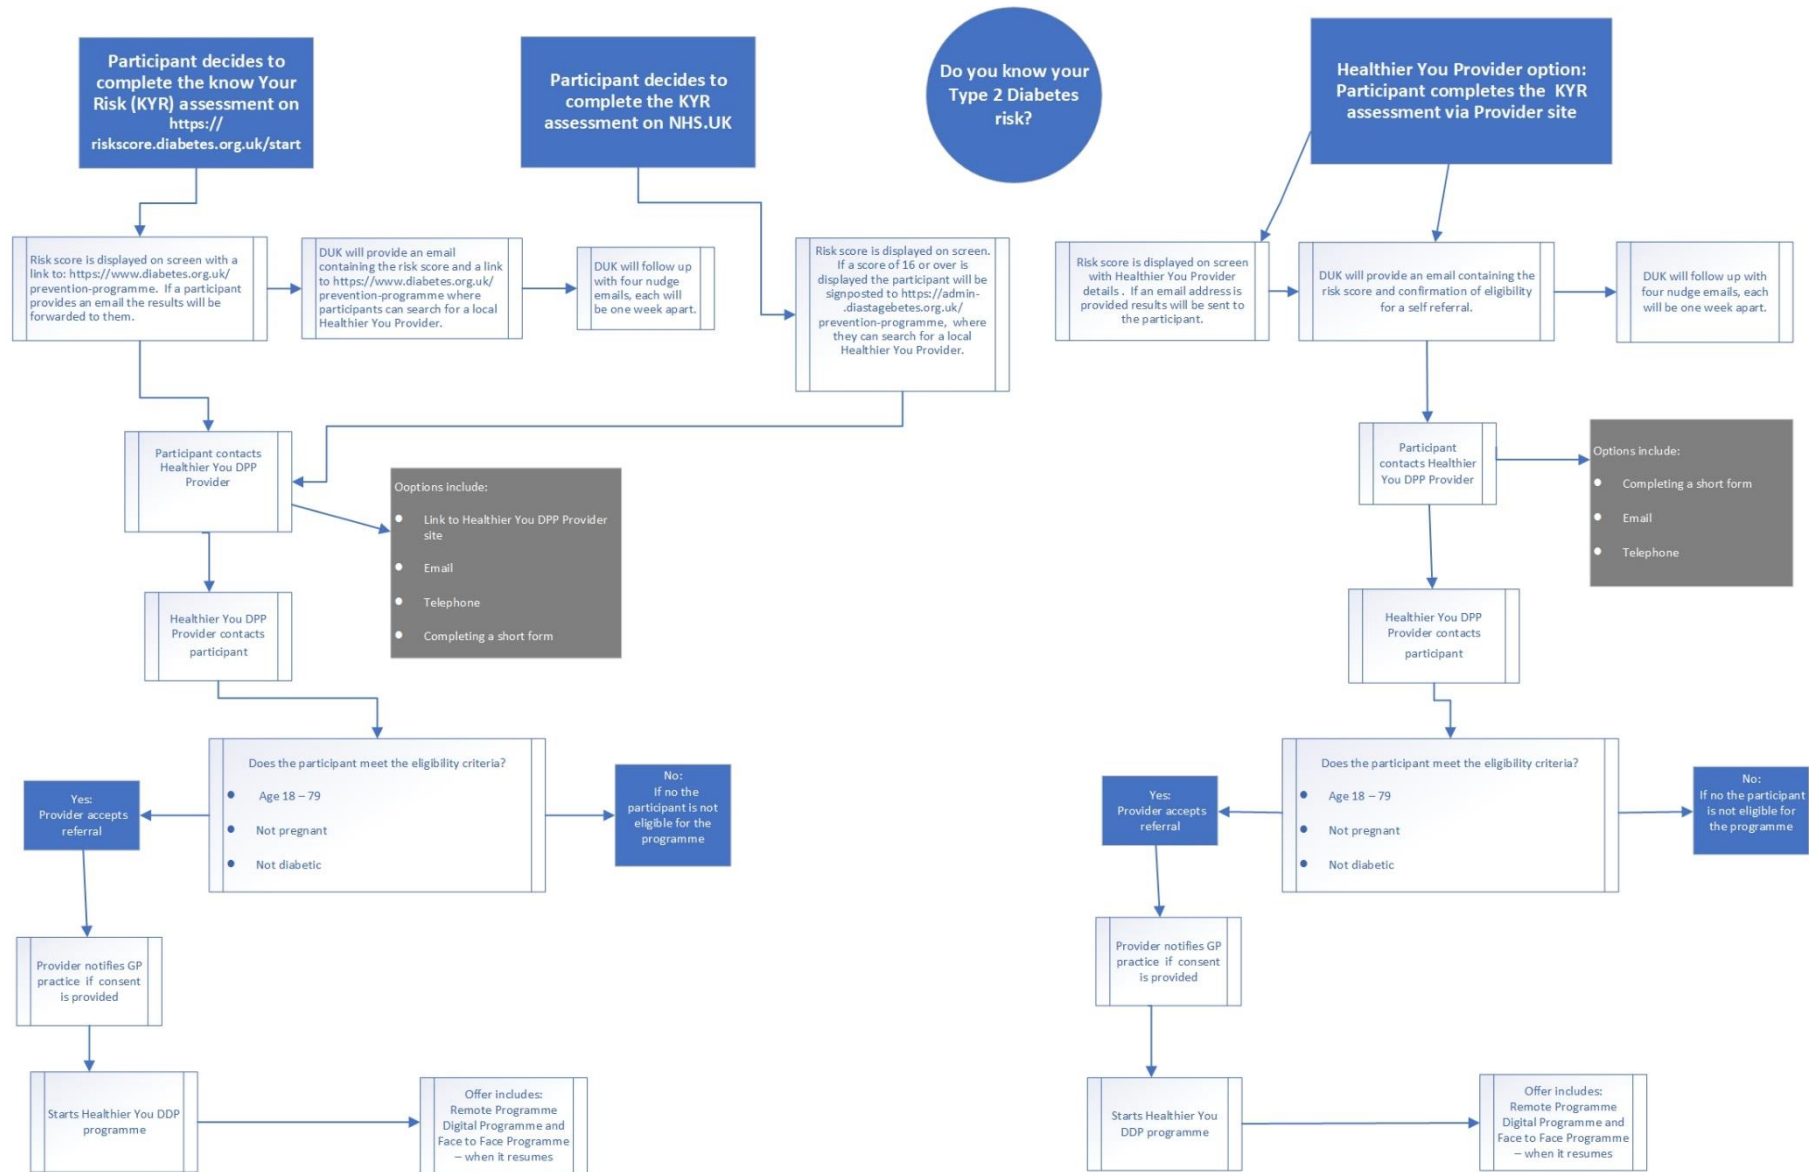 Participant decides to
complete the know Your
Risk (KYR) assessment on
https://
riskscore.diabetes.org.uk/start
Participant decides to
complete the KYR
assessment on NHS.UK
Do you know your
Type 2 Diabetes
risk?
Healthier You Provider option:
Participant completes the KYR
assessment via Provider site
Risk score is displayed on screen with a
link to: https://www.diabetes.org.uk/
prevention-programme. If a participant
provides an email the results will be
forwarded to them.
DUK will provide an email
containing the risk score and a link
to https://www.diabetes.org.uk/
prevention-programme where
participants can search for a local
Healthier You Provider.
DUK will follow up
with four nudge emails,
each will
be one week apart.
Risk score is displayed on screen.
If a score of 16 or over is
displayed the participant will be
signposted to https://admin-
.diastagebetes.org.uk/
prevention-programme, where
they can search for a local
Healthier You Provider.
Risk score is displayed on screen
with Healthier You Provider
details . If an email address is
provided results will be sent to
the participant.
DUK will provide an email containing the
risk score and confirmation of eligibility
for a self referral.
DUK will follow up with
four nudge emails, each
will be one week apart.
Participant contacts
Healthier You DPP
Provider
Ooptions include:
● Link to Healthier You DPP Provider
site
● Email
● Telephone
● Completing a short form
Participant
contacts Healthier
You DPP Provider
Options include:
● Completing a short form
● Email
● Telephone
Healthier You DPP
Provider contacts
participant
Healthier You DPP
Provider contacts
participant
Yes:
Provider accepts
referral
Does the participant meet the eligibility criteria?
● Age 18 – 79
● Not pregnant
● Not diabetic
No:
If no the
participant is not
eligible for the
programme
Yes:
Provider accepts
referral
Does the participant meet the eligibility criteria?
● Age 18 – 79
● Not pregnant
● Not diabetic
No:
If no the participant
is not eligible for
the programme
Provider notifies GP
practice if consent
is provided
Provider notifies GP
practice if consent
is provided
Starts Healthier You DDP
programme
Offer includes:
Remote Programme
Digital Programme and
Face to Face Programme
– when it resumes
Starts Healthier You
DDP programme
Offer includes:
Remote Programme
Digital Programme and
Face to Face Programme
– when it resumes